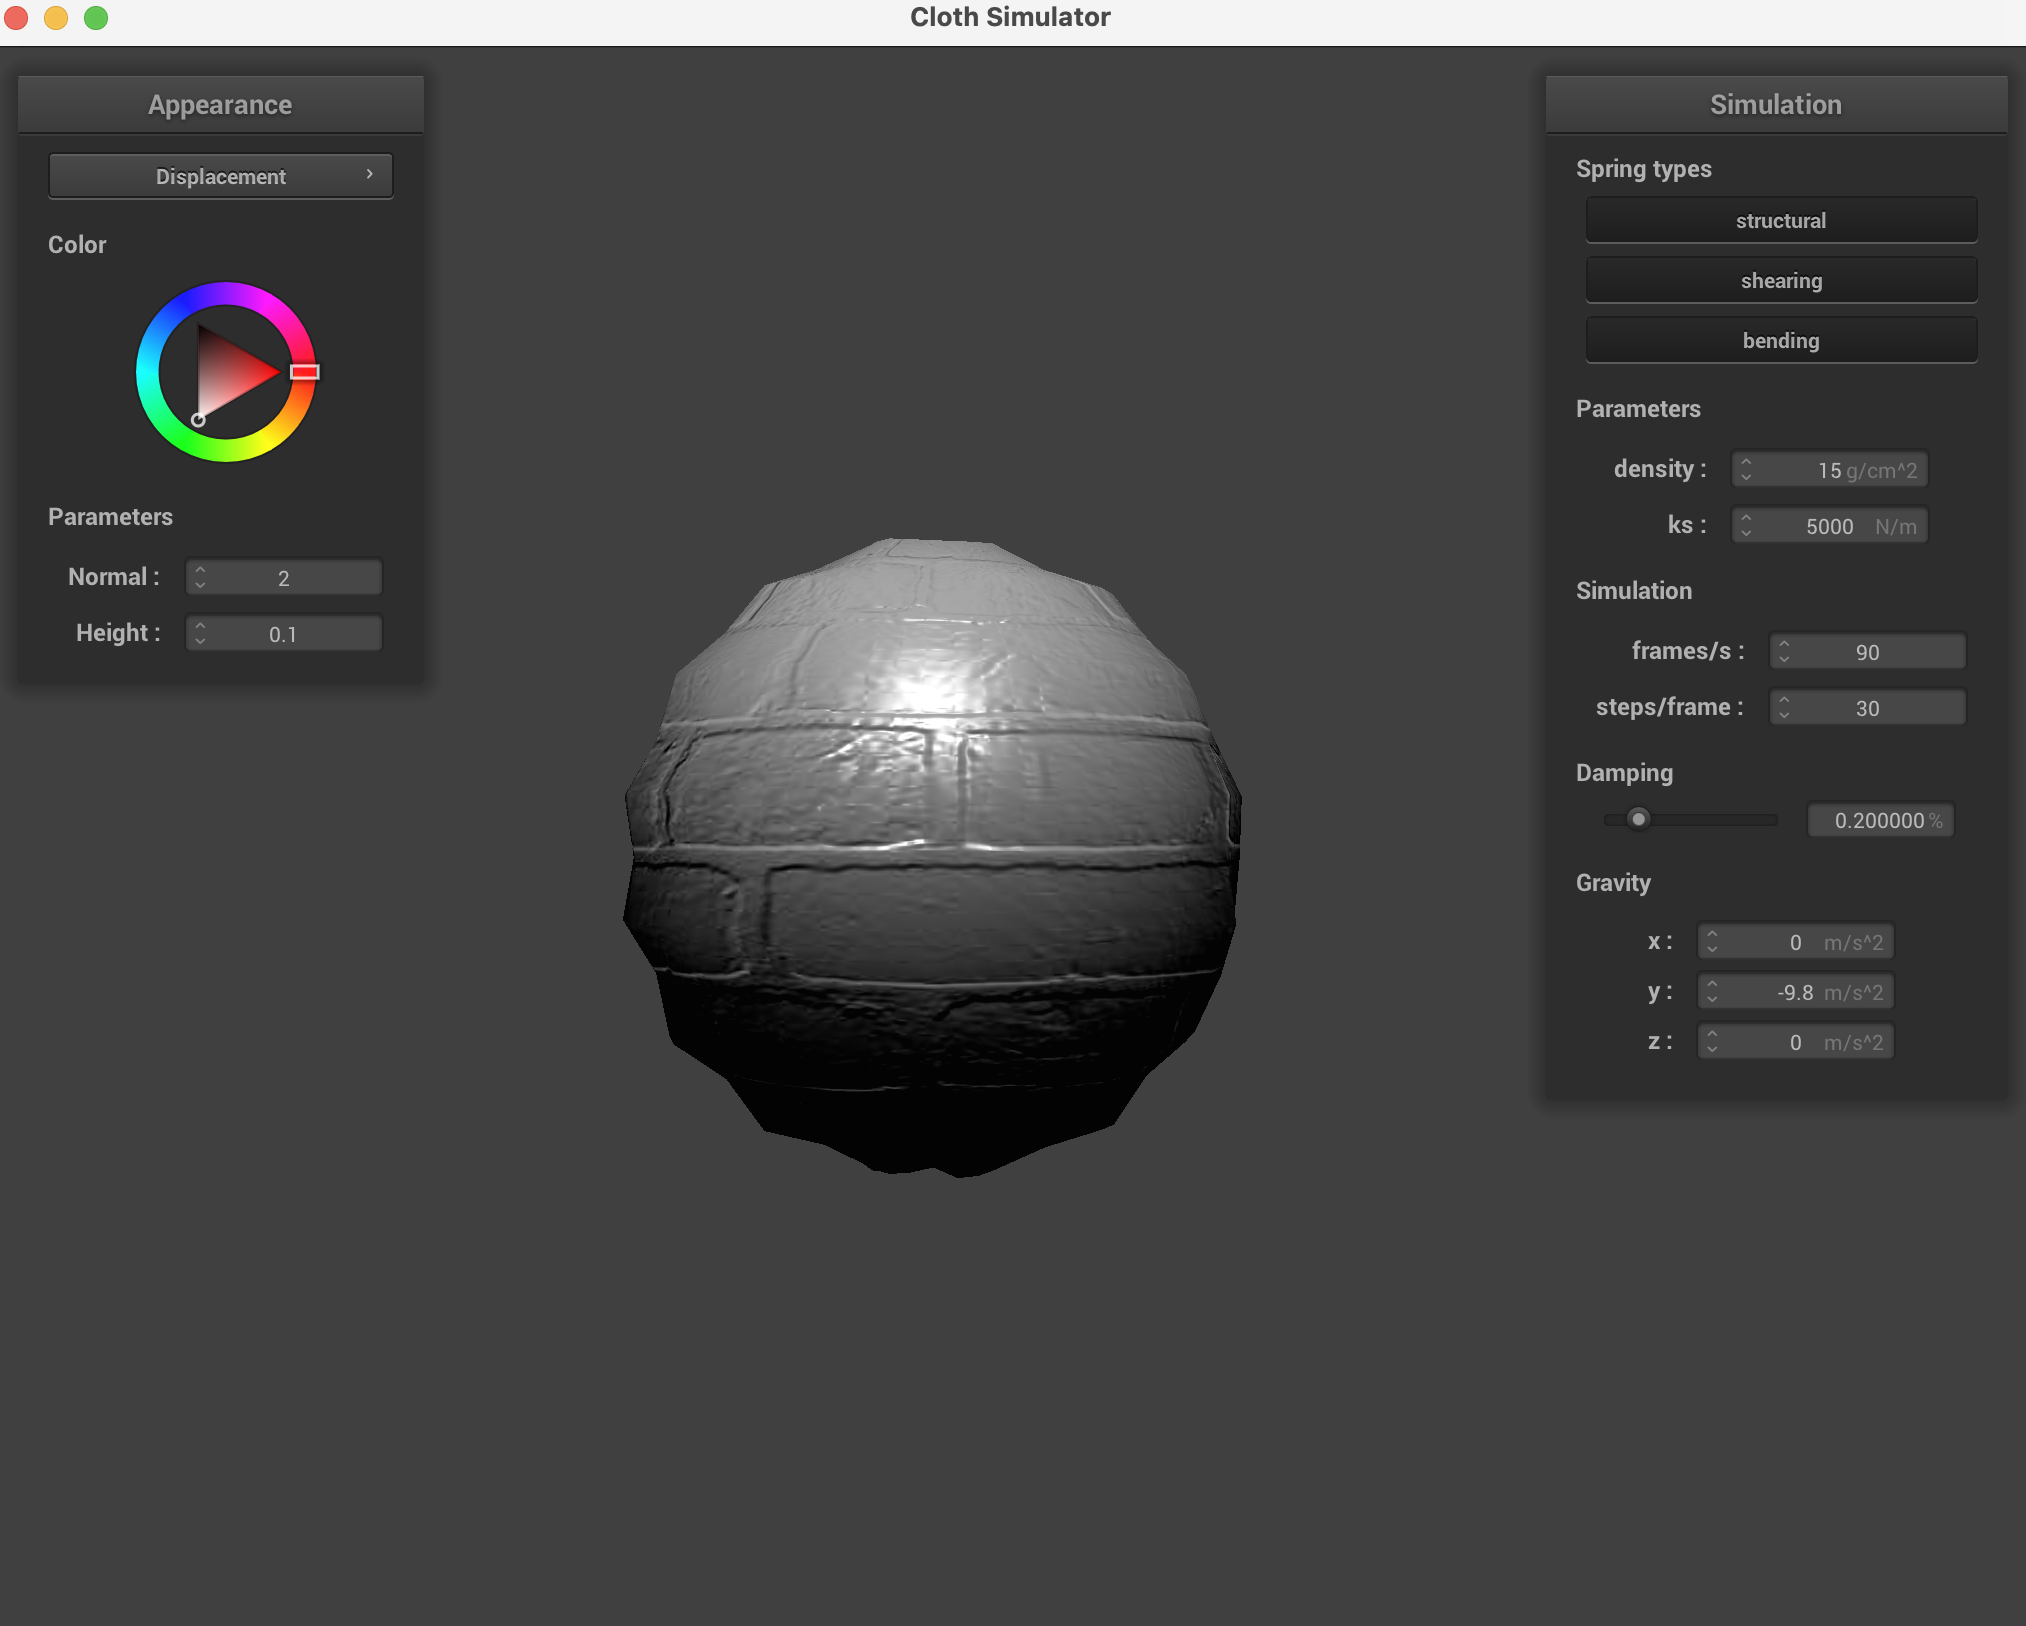 Cloth Simulator
Appearance
Displacement
Color
Parameters
Normal : 2
Height : 0.1
Simulation
Spring types
structural
shearing
bending
Parameters
density : 15 g/cm^2
ks : 5000 N/m
Simulation
frames/s : 90
steps/frame : 30
Damping
0.200000 %
Gravity
x : 0 m/s^2
y : -9.8 m/s^2
z : 0 m/s^2